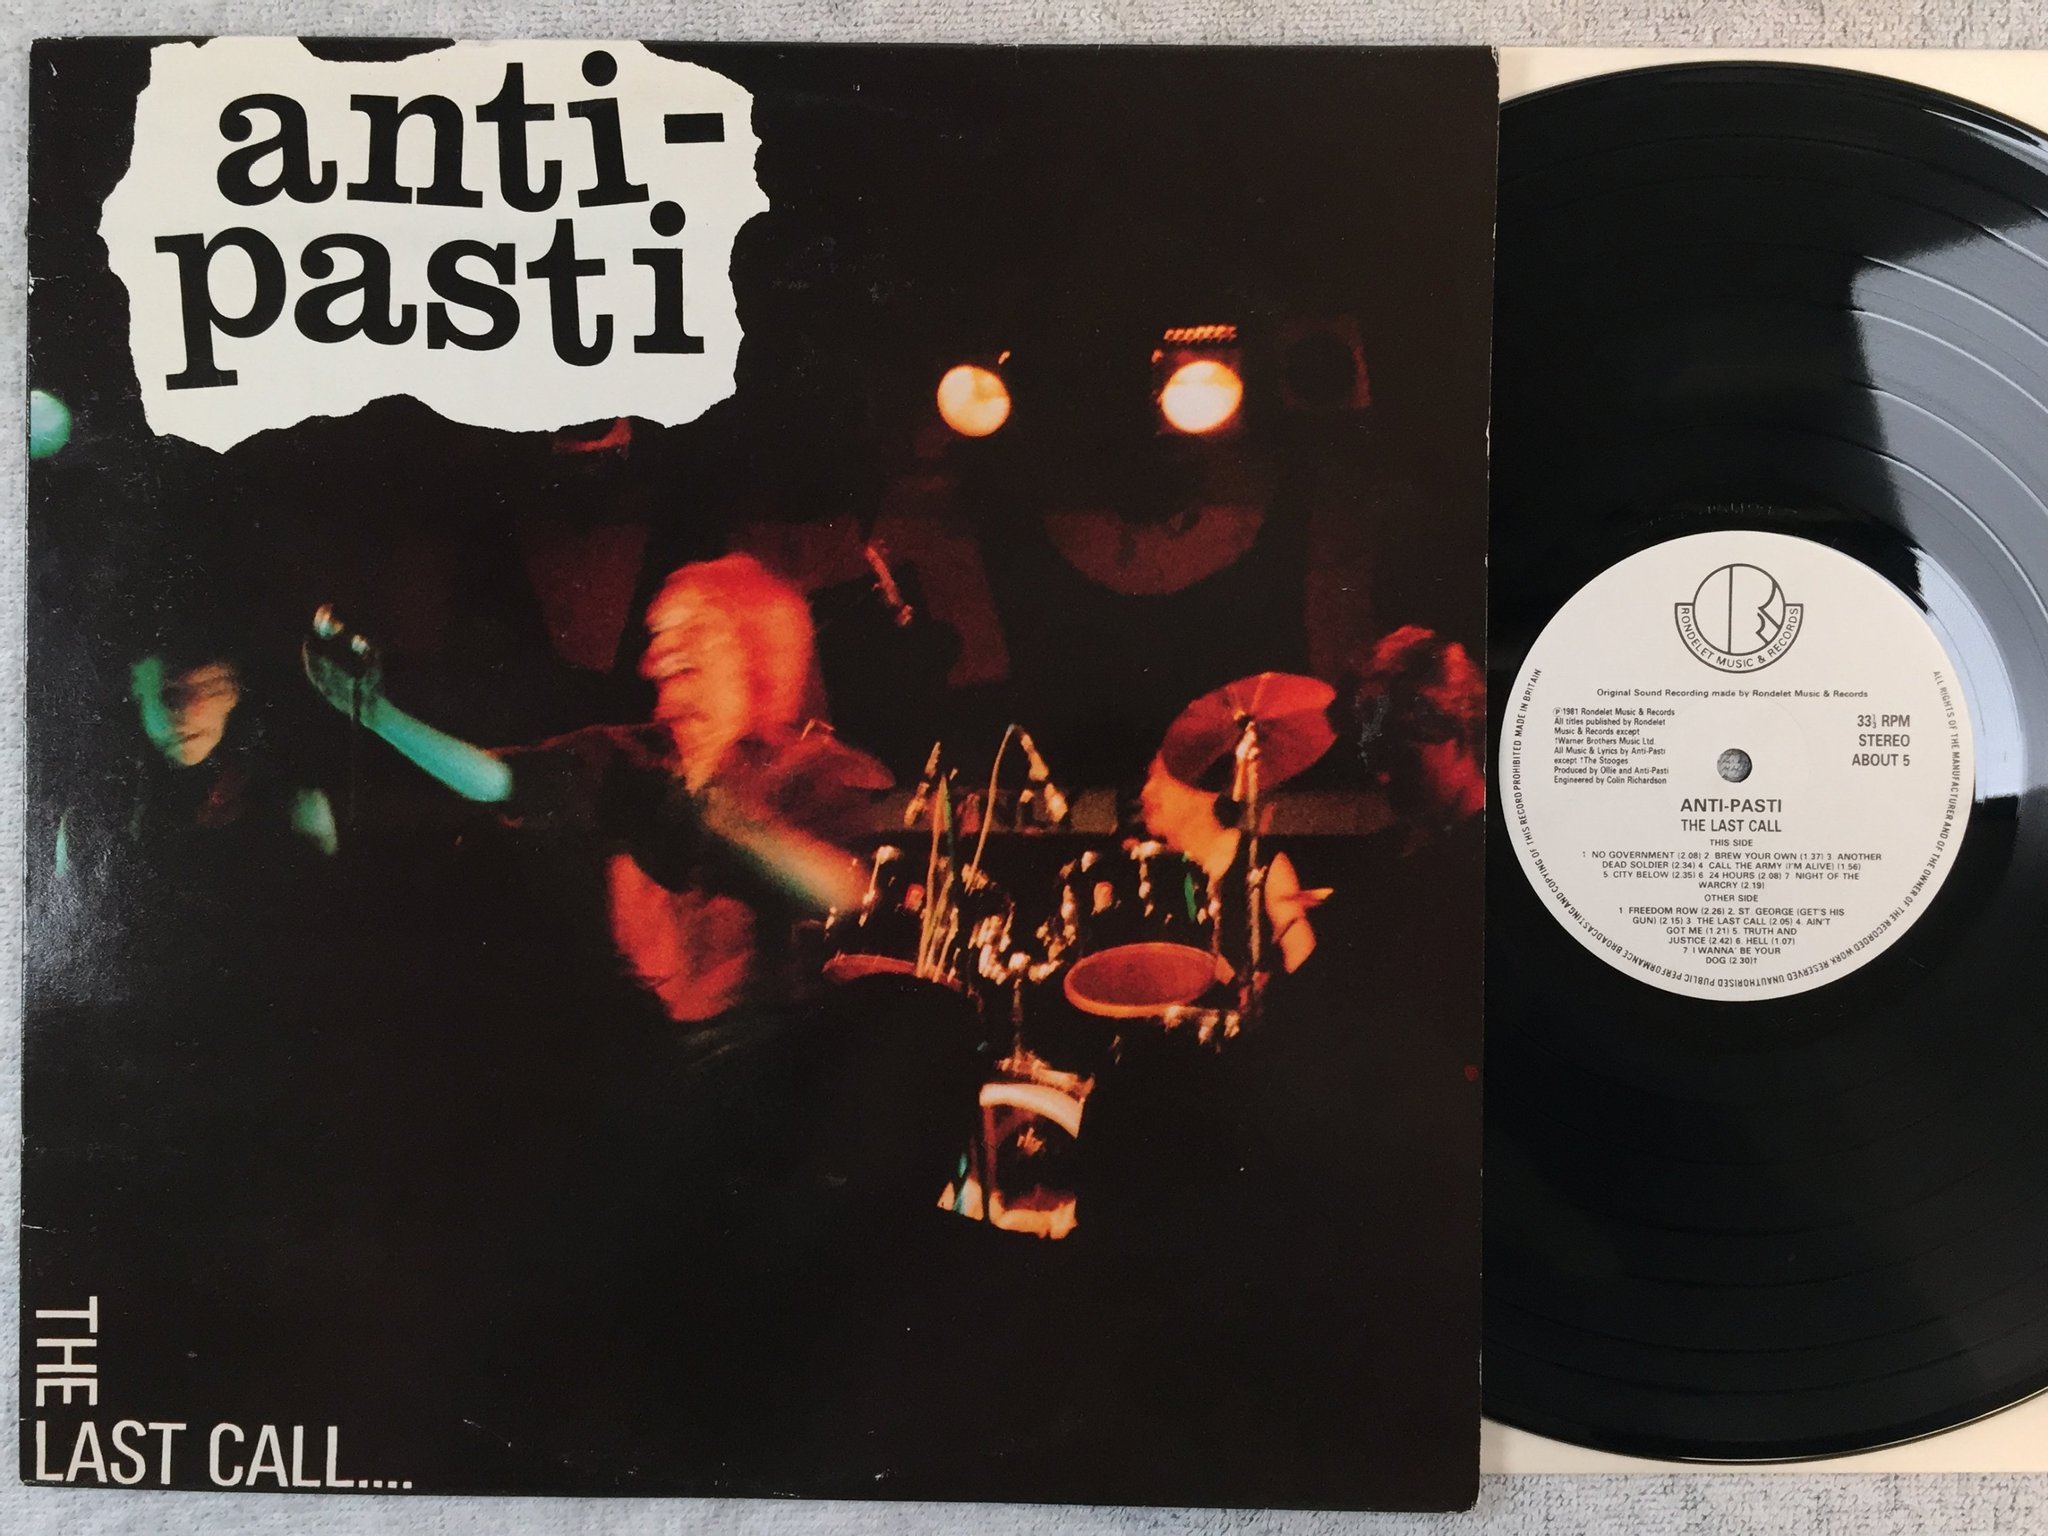 anti-
pasti
THE
LAST CALL....
RONDELET MUSIC & RECORDS
Original Sound Recording made by Rondelet Music & Records
℗1981 Rondelet Music & Records
All titles published by Rondelet
Music & Records except
†Warner Brothers Music Ltd.
All Music & Lyrics by Anti-Pasti
except †The Stooges
Produced by Ollie and Anti-Pasti
Engineered by Colin Richardson
33⅓ RPM
STEREO
ABOUT 5
ANTI-PASTI
THE LAST CALL
THIS SIDE
1 NO GOVERNMENT (2.08) 2 BREW YOUR OWN (1.37) 3 ANOTHER
DEAD SOLDIER (2.34) 4 CALL THE ARMY (I'M ALIVE) (1.56)
5. CITY BELOW (2.35) 6 24 HOURS (2.08) 7 NIGHT OF THE
WARCRY (2.19)
OTHER SIDE
1 FREEDOM ROW (2.26) 2. ST. GEORGE (GET'S HIS
GUN) (2.15) 3. THE LAST CALL (2.05) 4. AIN'T
GOT ME (1.21) 5. TRUTH AND
JUSTICE (2.42) 6. HELL (1.07)
7 I WANNA' BE YOUR
DOG (2.30)†
ALL RIGHTS OF THE MANUFACTURER AND OF THE OWNER OF THE RECORDED WORK RESERVED UNAUTHORISED PUBLIC PERFORMANCE BROADCASTING AND COPYING OF THIS RECORD PROHIBITED MADE IN BRITAIN